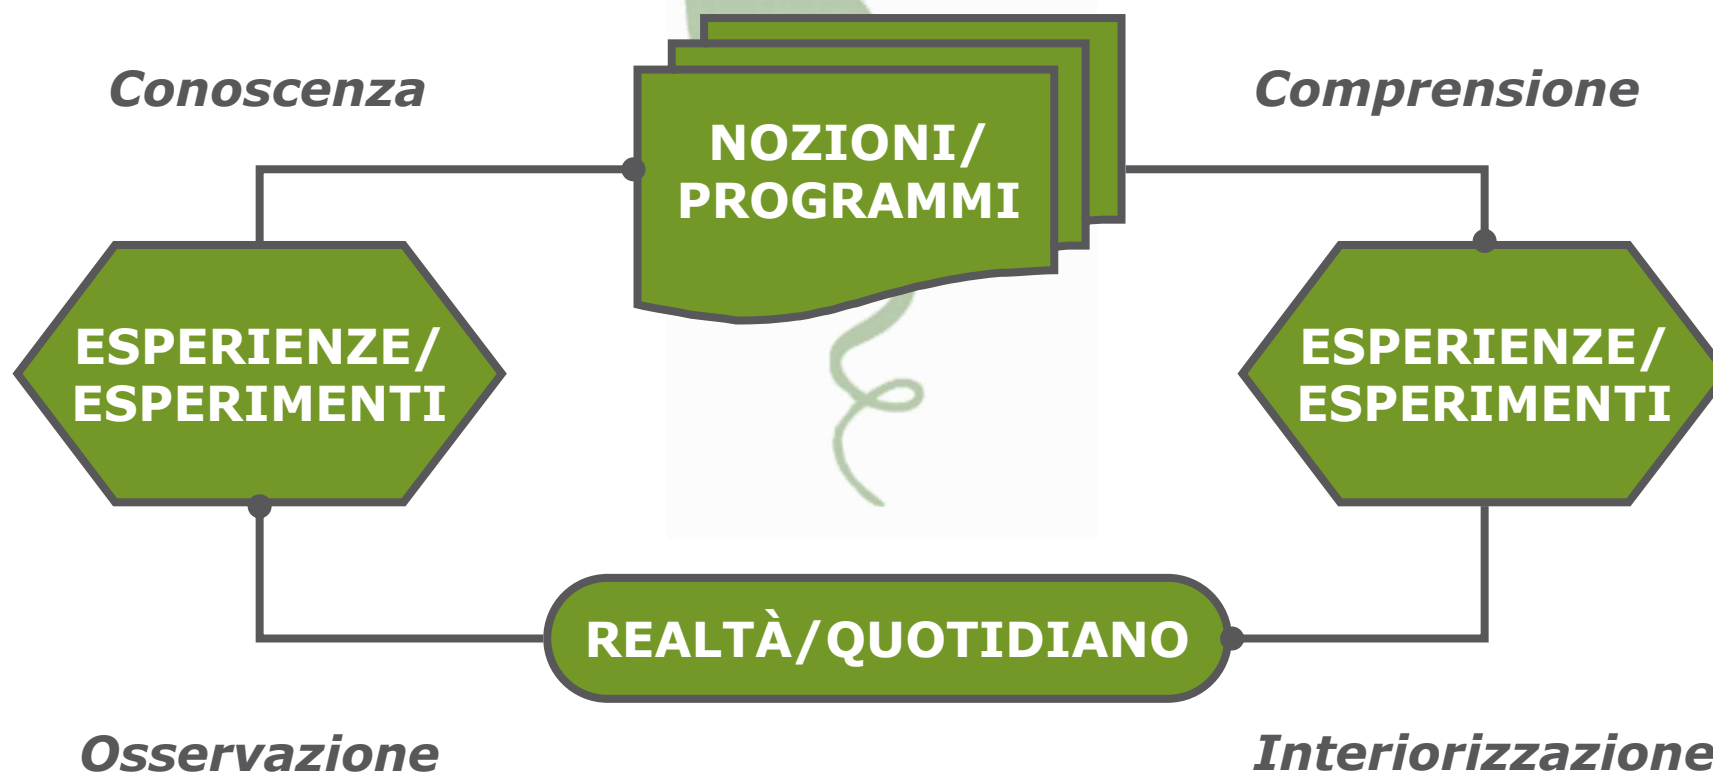 Conoscenza
Comprensione
NOZIONI/
PROGRAMMI
ESPERIENZE/
ESPERIMENTI
ESPERIENZE/
ESPERIMENTI
REALTÀ/QUOTIDIANO
Osservazione
Interiorizzazione